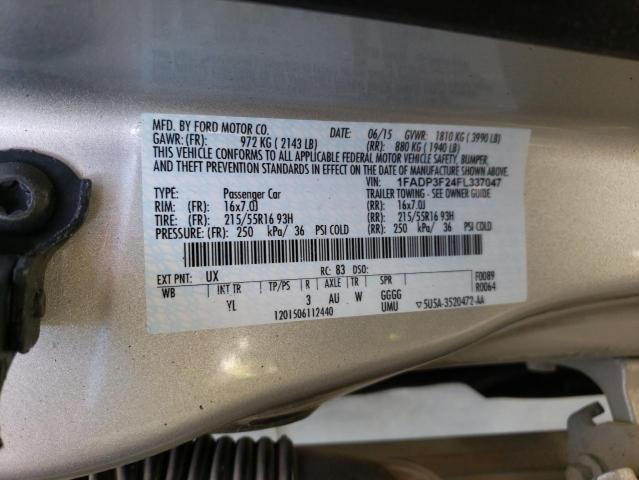 MFD. BY FORD MOTOR CO. DATE: 06/15 GVWR: 1810 KG ( 3990 LB)
GAWR: (FR): 972 KG ( 2143 LB) (RR): 880 KG ( 1940 LB)
THIS VEHICLE CONFORMS TO ALL APPLICABLE FEDERAL MOTOR VEHICLE SAFETY, BUMPER,
AND THEFT PREVENTION STANDARDS IN EFFECT ON THE DATE OF MANUFACTURE SHOWN ABOVE.
VIN: 1FADP3F24FL337047
TYPE: Passenger Car TRAILER TOWING - SEE OWNER GUIDE
RIM: (FR): 16x7.0J (RR): 16x7.0J
TIRE: (FR): 215/55R16 93H (RR): 215/55R16 93H
PRESSURE: (FR): 250 kPa/ 36 PSI COLD (RR): 250 kPa/ 36 PSI COLD
EXT PNT: UX RC: 83 DSO: F0089
WB INT TR TP/PS R AXLE TR SPR R0064
YL 3 AU W GGGG
UMU
1201506112440 5U5A-3520472-AA